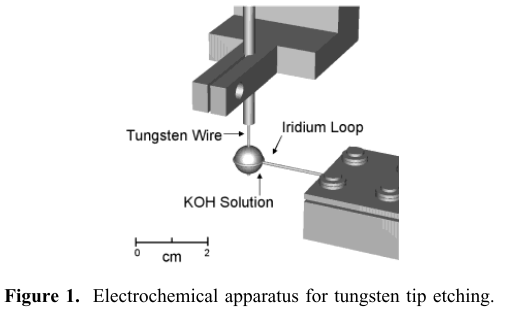 Tungsten Wire
Iridium Loop
KOH Solution
0 2
cm
Figure 1. Electrochemical apparatus for tungsten tip etching.